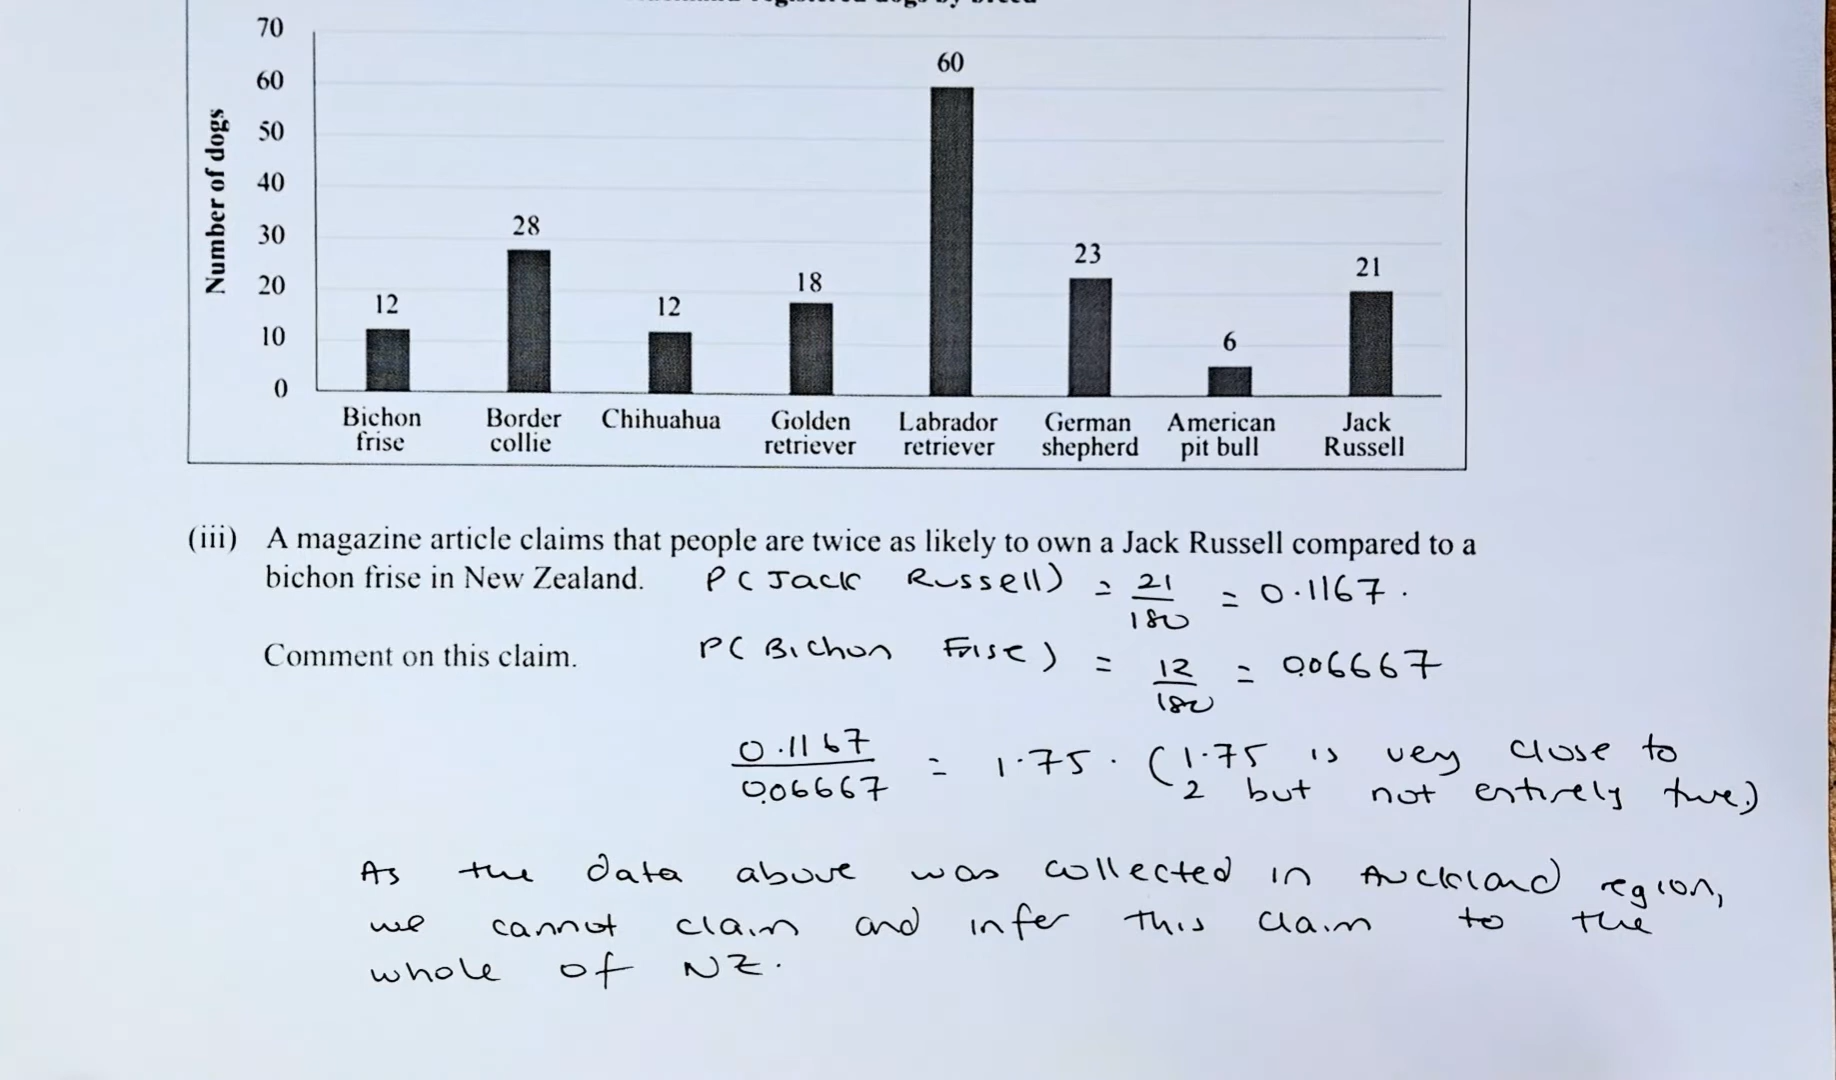 registered dogs by breed
70
60
50
40
30
20
10
0
Number of dogs
12
28
12
18
60
23
6
21
Bichon frise
Border collie
Chihuahua
Golden retriever
Labrador retriever
German shepherd
American pit bull
Jack Russell
(iii) A magazine article claims that people are twice as likely to own a Jack Russell compared to a
bichon frise in New Zealand.
P(Jack Russell) = 21/180 = 0.1167.
Comment on this claim.
P(Bichon Frise) = 12/180 = 0.06667
0.1167/0.06667 = 1.75. (1.75 is very close to
2 but not entirely true.)
As the data above was collected in Auckland region,
we cannot claim and infer this claim to the
whole of NZ.